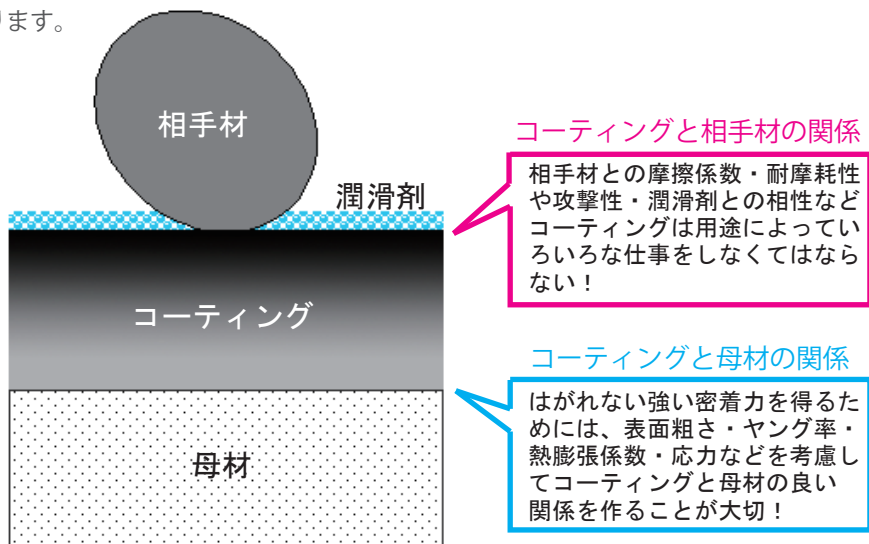 ります。
相手材
潤滑剤
コーティング
母材
コーティングと相手材の関係
相手材との摩擦係数・耐摩耗性
や攻撃性・潤滑剤との相性など
コーティングは用途によってい
ろいろな仕事をしなくてはなら
ない！
コーティングと母材の関係
はがれない強い密着力を得るた
めには、表面粗さ・ヤング率・
熱膨張係数・応力などを考慮し
てコーティングと母材の良い
関係を作ることが大切！